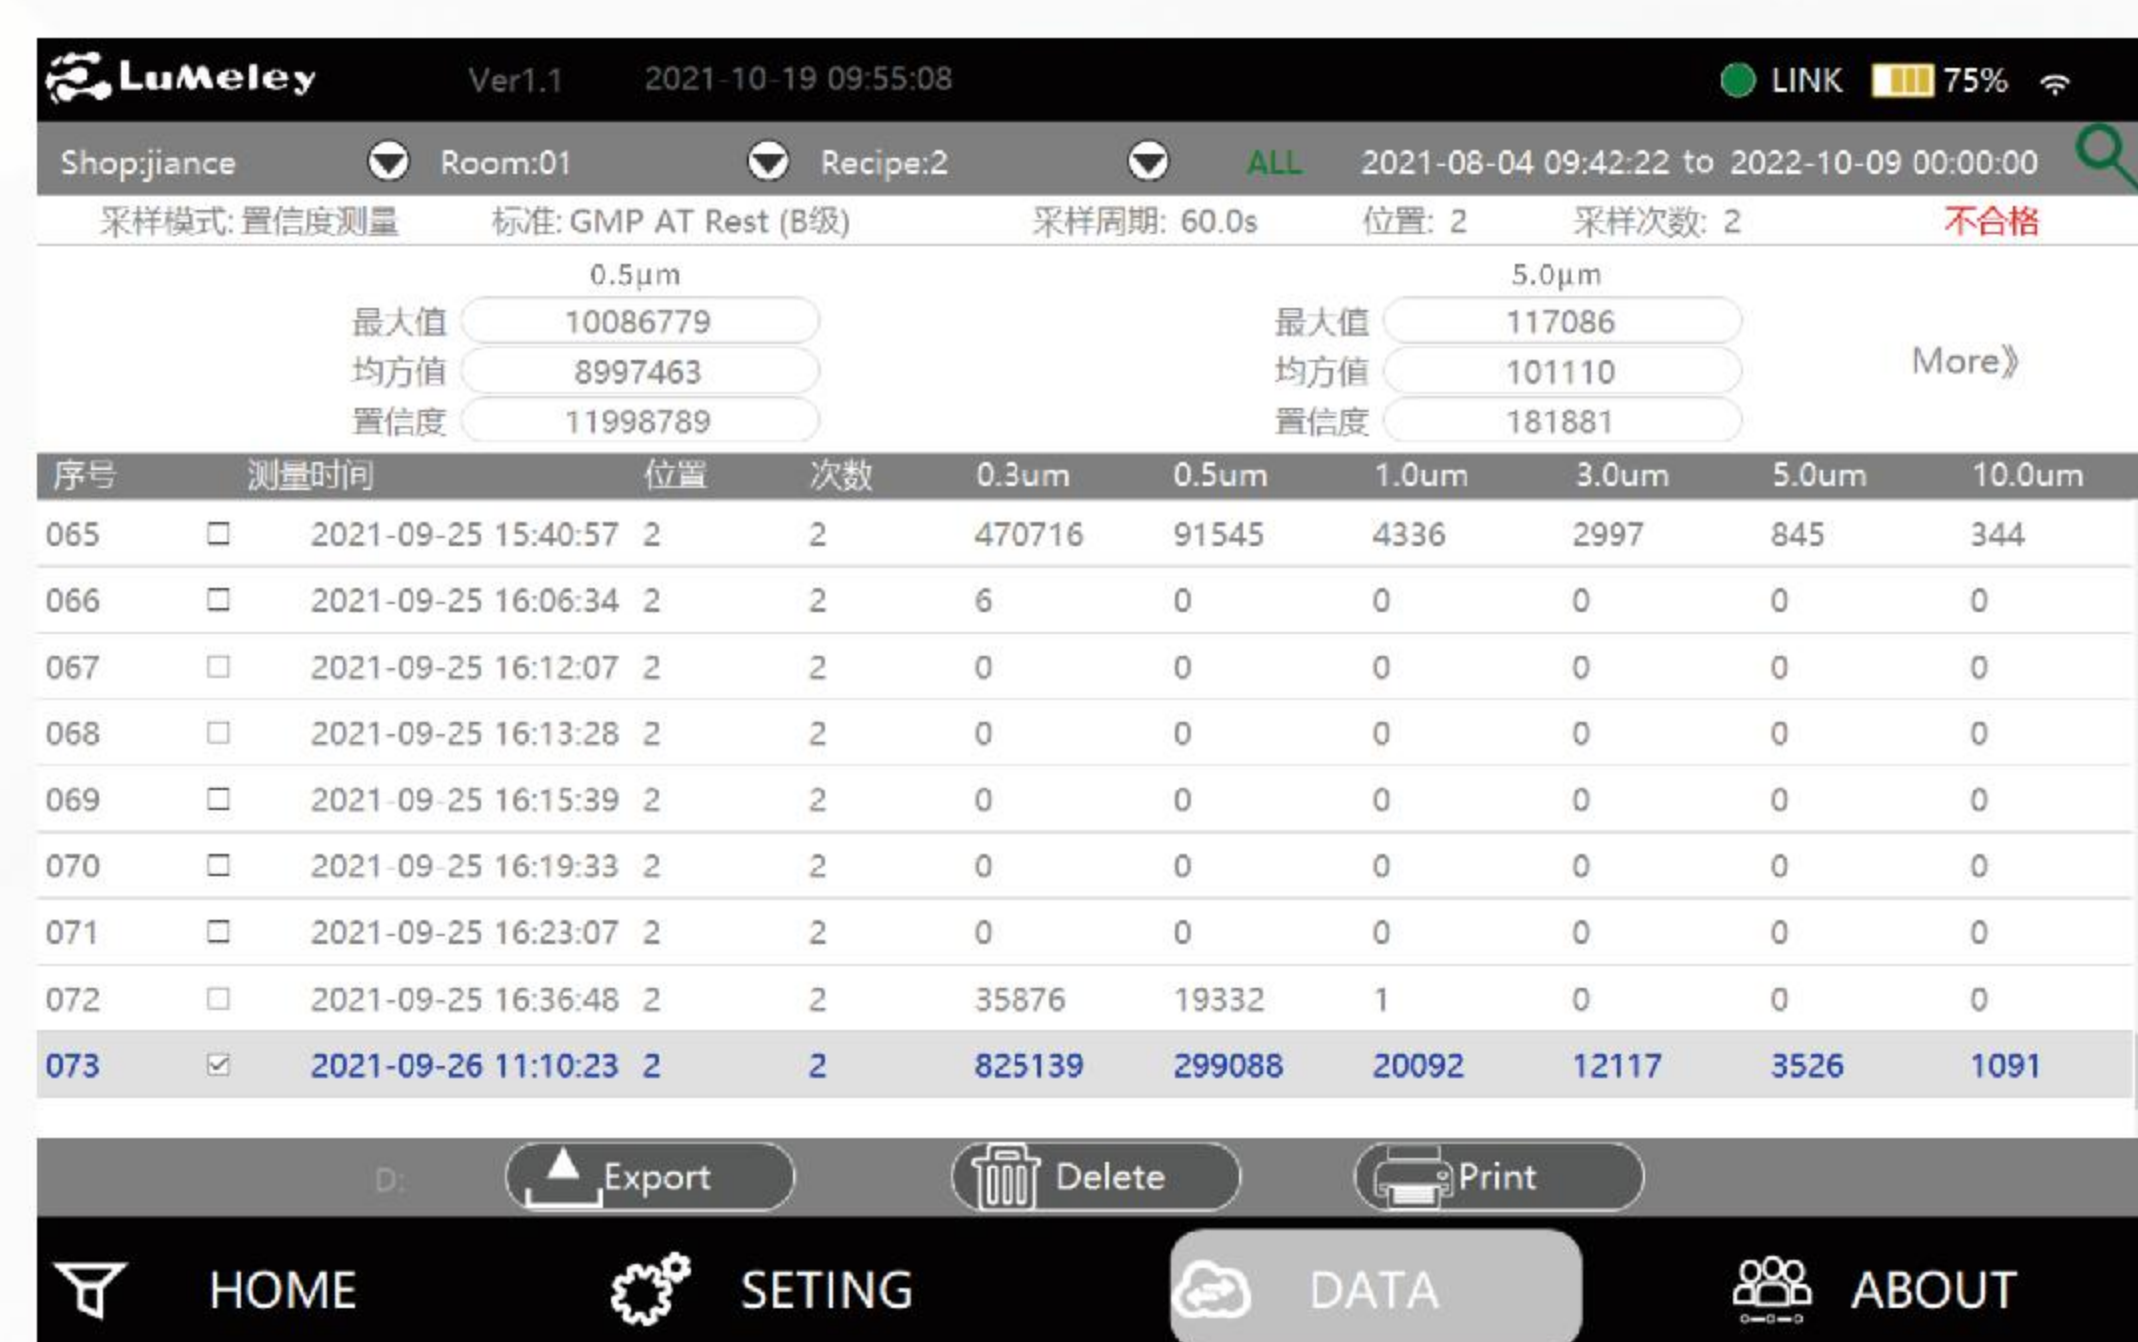 LuMeley Ver1.1 2021-10-19 09:55:08 LINK 75%
Shop:jiance Room:01 Recipe:2 ALL 2021-08-04 09:42:22 to 2022-10-09 00:00:00
采样模式: 置信度测量 标准: GMP AT Rest (B级) 采样周期: 60.0s 位置: 2 采样次数: 2 不合格
0.5μm 5.0μm
最大值 10086779 最大值 117086
均方值 8997463 均方值 101110 More》
置信度 11998789 置信度 181881
序号 测量时间 位置 次数 0.3um 0.5um 1.0um 3.0um 5.0um 10.0um
065 2021-09-25 15:40:57 2 2 470716 91545 4336 2997 845 344
066 2021-09-25 16:06:34 2 2 6 0 0 0 0 0
067 2021-09-25 16:12:07 2 2 0 0 0 0 0 0
068 2021-09-25 16:13:28 2 2 0 0 0 0 0 0
069 2021-09-25 16:15:39 2 2 0 0 0 0 0 0
070 2021-09-25 16:19:33 2 2 0 0 0 0 0 0
071 2021-09-25 16:23:07 2 2 0 0 0 0 0 0
072 2021-09-25 16:36:48 2 2 35876 19332 1 0 0 0
073 2021-09-26 11:10:23 2 2 825139 299088 20092 12117 3526 1091
D: Export Delete Print
HOME SETING DATA ABOUT